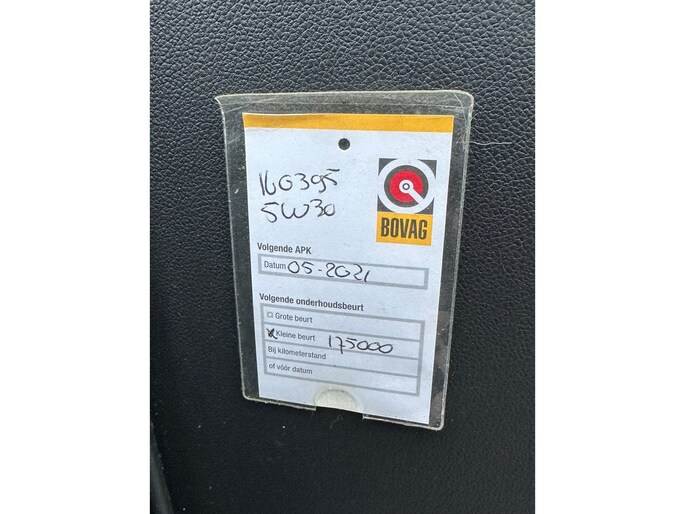 160395
5W30
BOVAG
Volgende APK
Datum 05-2021
Volgende onderhoudsbeurt
Grote beurt
Kleine beurt 175000
Bij kilometerstand
of vóór datum